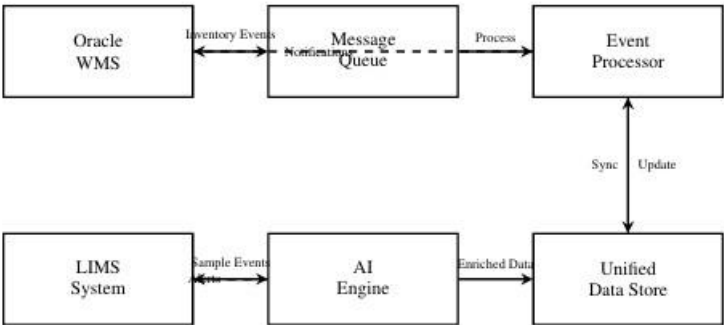 Oracle
WMS
Inventory Events
Notifications
Message
Queue
Process
Event
Processor
Sync
Update
LIMS
System
Sample Events
Alerts
AI
Engine
Enriched Data
Unified
Data Store